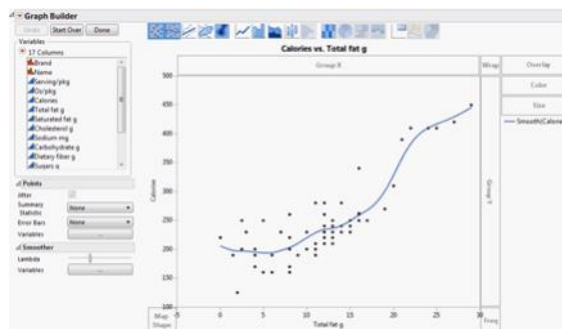 Graph Builder
Undo Start Over Done
Variables
17 Columns
Brand
Name
Serving/pkg
Oz/pkg
Calories
Total fat g
Saturated fat g
Cholesterol g
Sodium mg
Carbohydrate g
Dietary fiber g
Sugars g
Points
Jitter
Summary Statistic None
Error Bars None
Variables ...
Smoother
Lambda
Variables ...
Calories vs. Total fat g
Group X
Wrap
Overlay
Color
Size
Smooth(Calorie
Group Y
Calories
500
450
400
350
300
250
200
150
100
-5 0 5 10 15 20 25 30
Map Shape
Total fat g
Freq